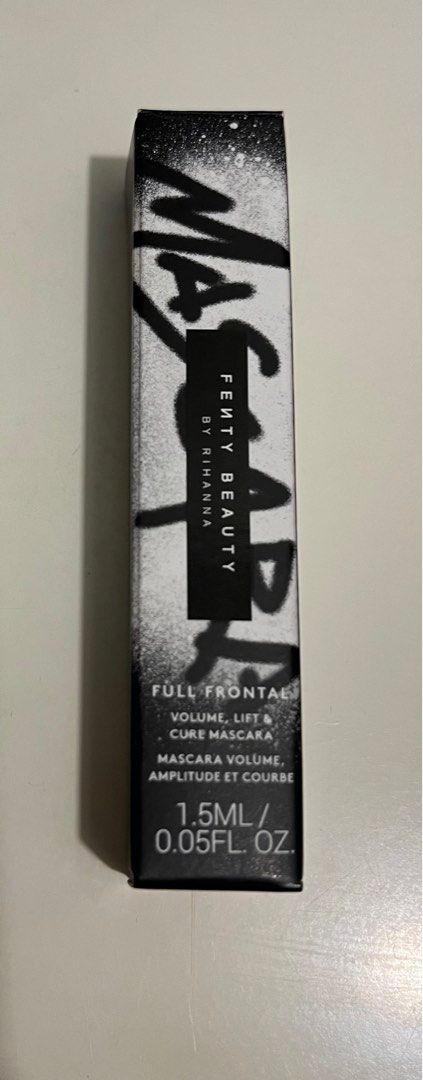 MASCARA
FEИTY BEAUTY
BY RIHANNA
FULL FRONTAL
VOLUME, LIFT &
CURE MASCARA
MASCARA VOLUME,
AMPLITUDE ET COURBE
1.5ML /
0.05FL. OZ.